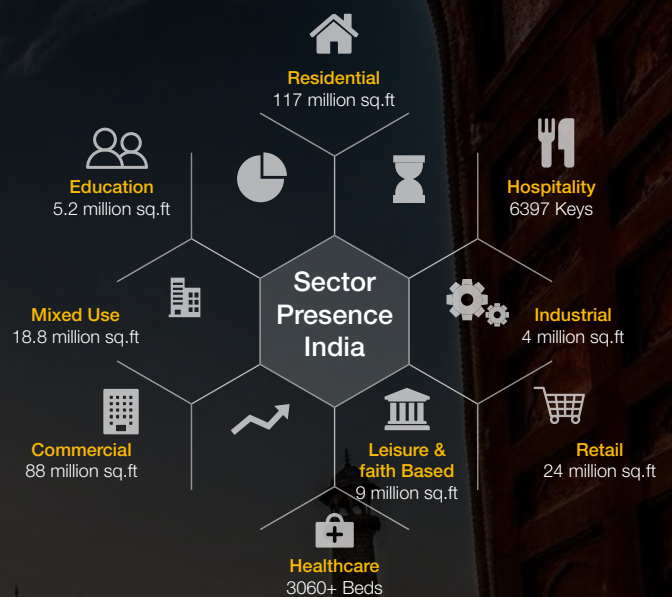 Residential
117 million sq.ft
Education
5.2 million sq.ft
Hospitality
6397 Keys
Sector
Presence
India
Mixed Use
18.8 million sq.ft
Industrial
4 million sq.ft
Commercial
88 million sq.ft
Leisure &
faith Based
9 million sq.ft
Retail
24 million sq.ft
Healthcare
3060+ Beds